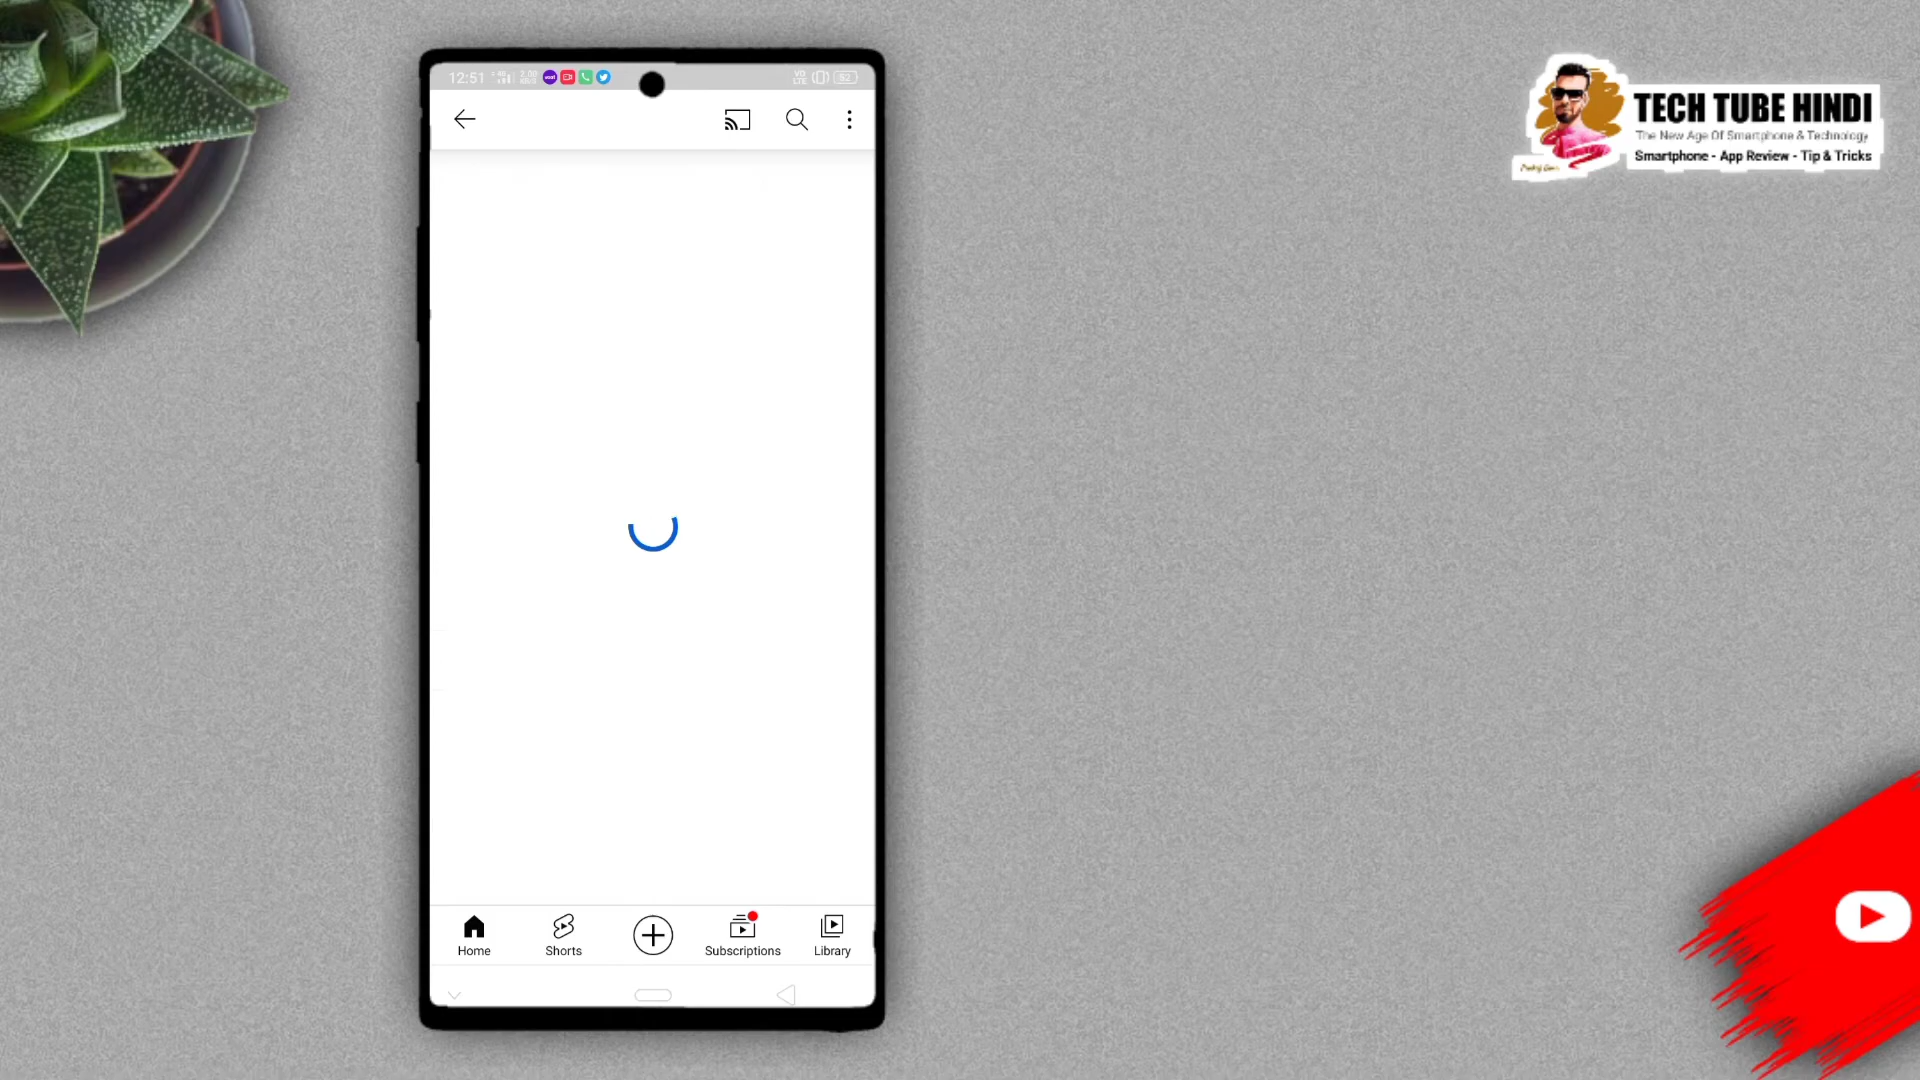 12:51
TECH TUBE HINDI
The New Age Of Smartphone & Technology
Smartphone - App Review - Tip & Tricks
Home
Shorts
Subscriptions
Library